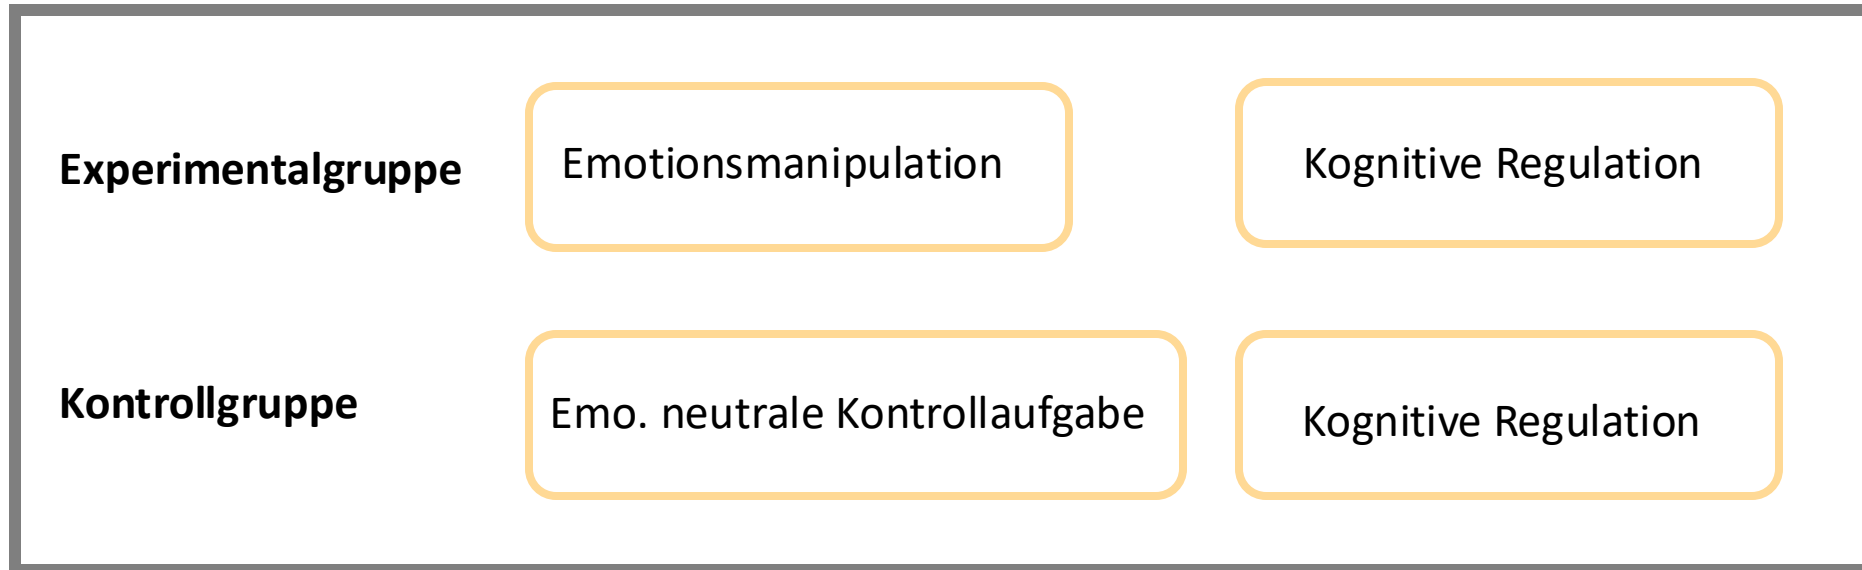 Experimentalgruppe
Emotionsmanipulation
Kognitive Regulation
Kontrollgruppe
Emo. neutrale Kontrollaufgabe
Kognitive Regulation